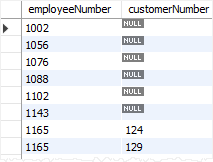 employeeNumber customerNumber
1002 NULL
1056 NULL
1076 NULL
1088 NULL
1102 NULL
1143 NULL
1165 124
1165 129